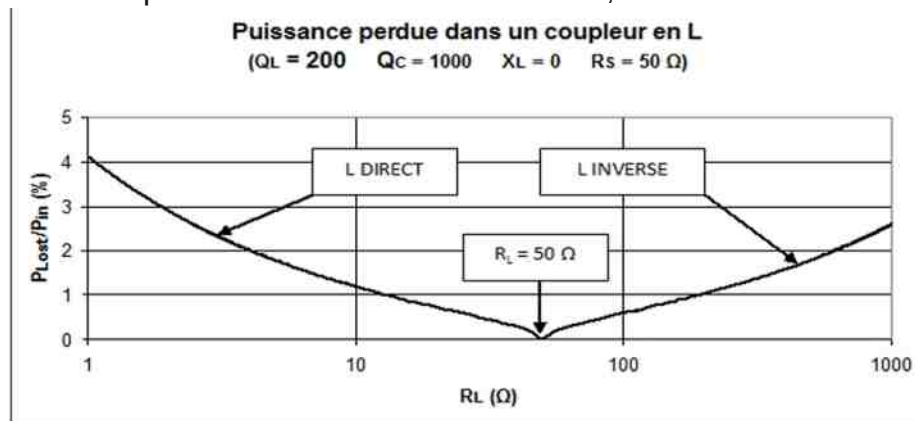 Puissance perdue dans un coupleur en L
(QL = 200 QC = 1000 XL = 0 RS = 50 Ω)
PLost/Pin (%)
5
4
3
2
1
0
L DIRECT
L INVERSE
RL = 50 Ω
1 10 100 1000
RL (Ω)